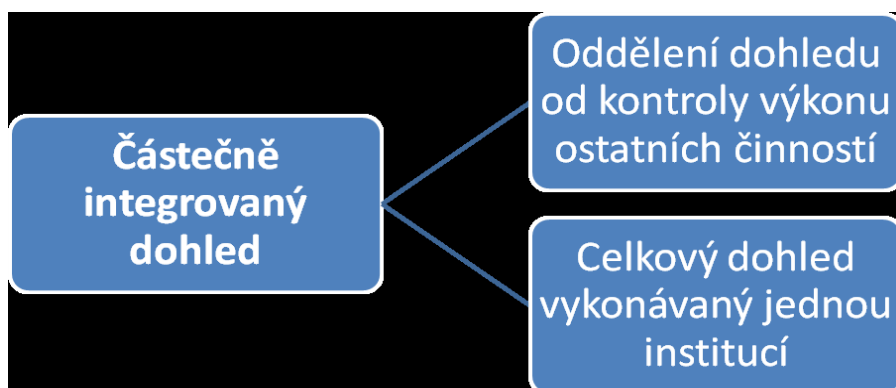 Částečně
integrovaný
dohled
Oddělení dohledu
od kontroly výkonu
ostatních činností
Celkový dohled
vykonávaný jednou
institucí